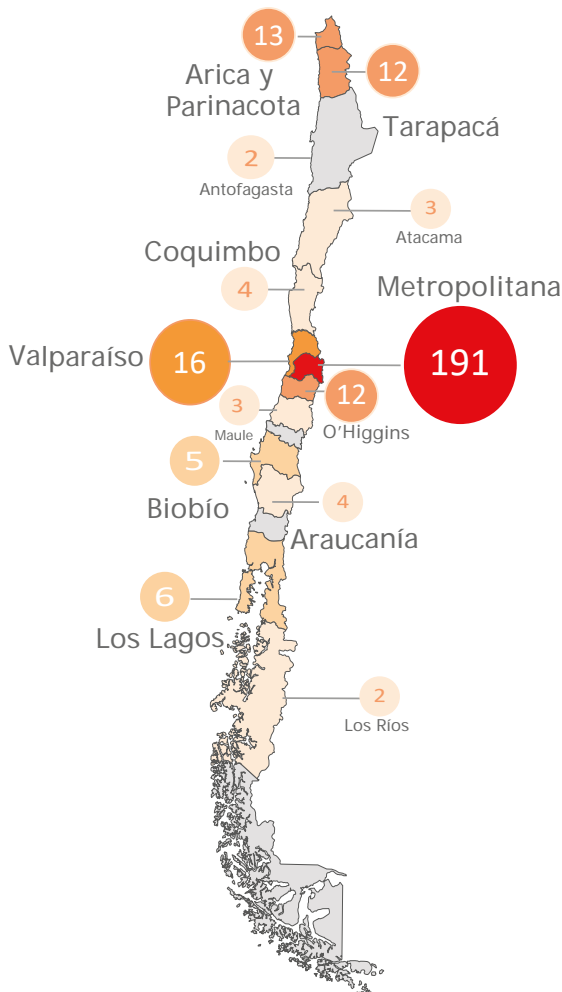 13
12
Arica y
Parinacota
Tarapacá
2
Antofagasta
3
Atacama
Coquimbo
4
Metropolitana
Valparaíso
16
191
3
Maule
12
O'Higgins
5
Biobío
4
Araucanía
6
Los Lagos
2
Los Ríos